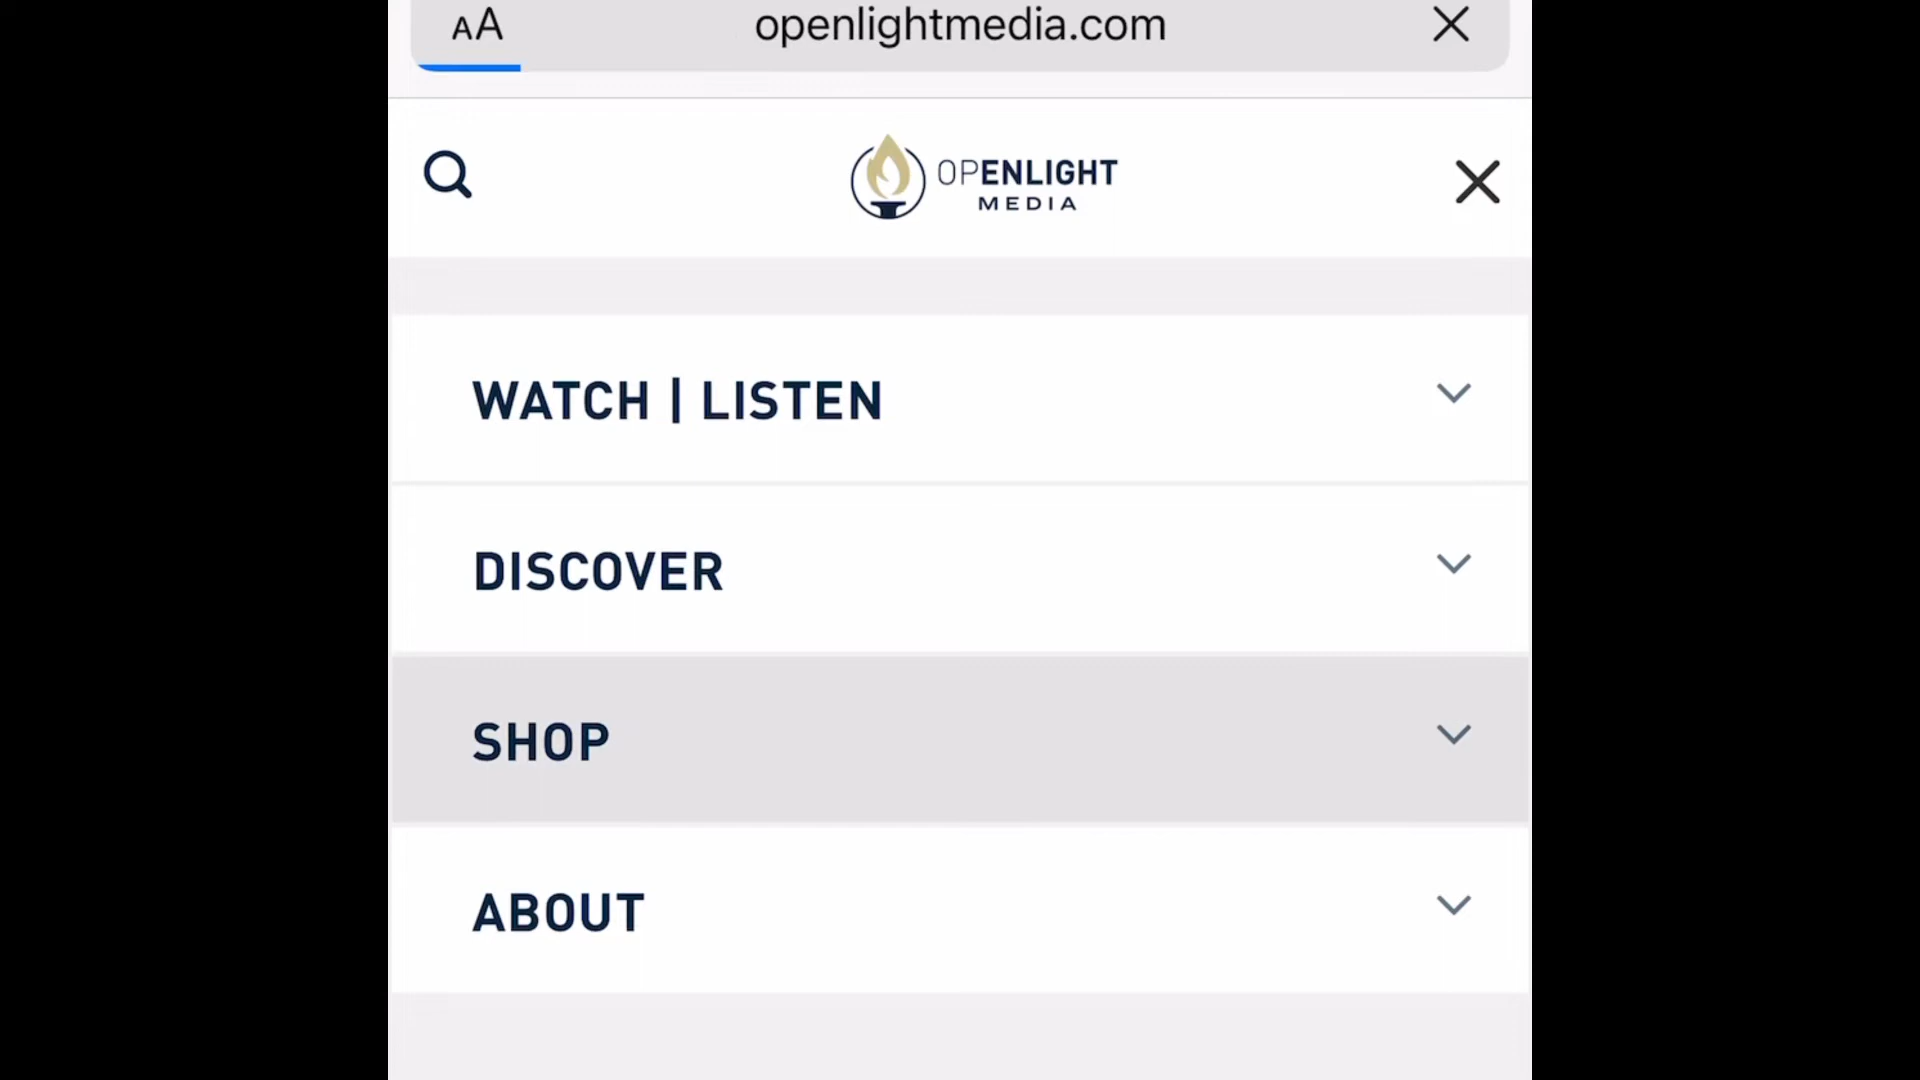 AA
openlightmedia.com
OPENLIGHT
MEDIA
WATCH | LISTEN
DISCOVER
SHOP
ABOUT